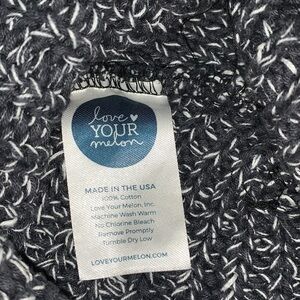 love
YOUR
melon
MADE IN THE USA
100% Cotton
Love Your Melon, Inc.
Machine Wash Warm
No Chlorine Bleach
Remove Promptly
Tumble Dry Low
LOVEYOURMELON.COM